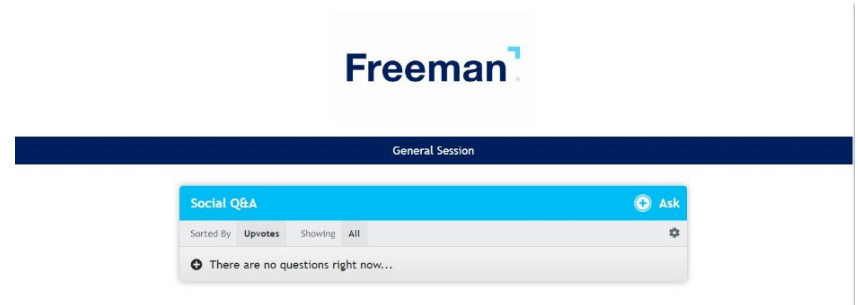 Freeman
General Session
Social Q&A
Ask
Sorted By Upvotes Showing All
There are no questions right now...